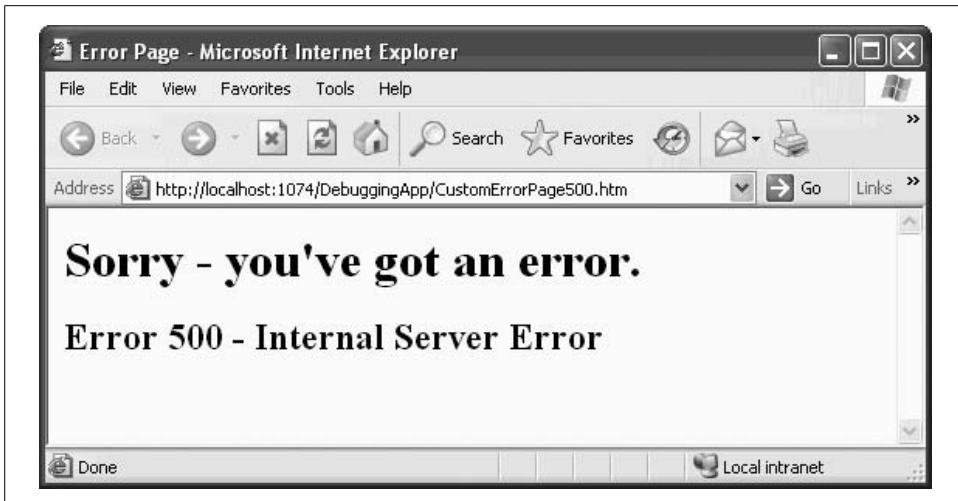 Error Page - Microsoft Internet Explorer
File Edit View Favorites Tools Help
Back Search Favorites »
Address http://localhost:1074/DebuggingApp/CustomErrorPage500.htm Go Links »
Sorry - you've got an error.
Error 500 - Internal Server Error
Done Local intranet